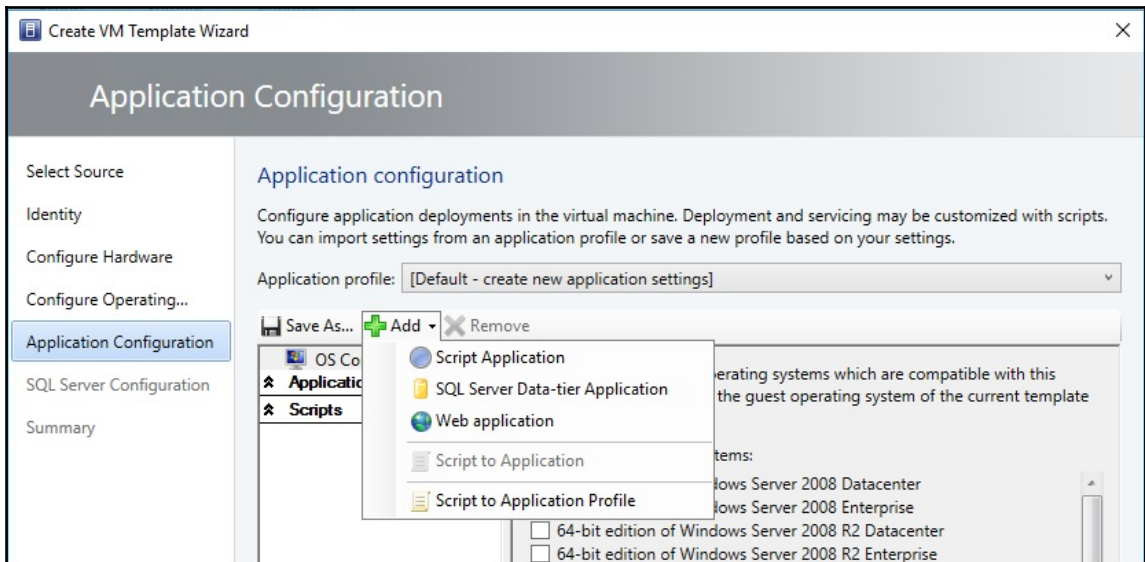 Create VM Template Wizard
Application Configuration
Select Source
Identity
Configure Hardware
Configure Operating...
Application Configuration
SQL Server Configuration
Summary
Application configuration
Configure application deployments in the virtual machine. Deployment and servicing may be customized with scripts.
You can import settings from an application profile or save a new profile based on your settings.
Application profile: [Default - create new application settings]
Save As... Add Remove
OS Co
Applicatio
Scripts
Script Application
SQL Server Data-tier Application
Web application
Script to Application
Script to Application Profile
erating systems which are compatible with this
the guest operating system of the current template
tems:
dows Server 2008 Datacenter
dows Server 2008 Enterprise
64-bit edition of Windows Server 2008 R2 Datacenter
64-bit edition of Windows Server 2008 R2 Enterprise